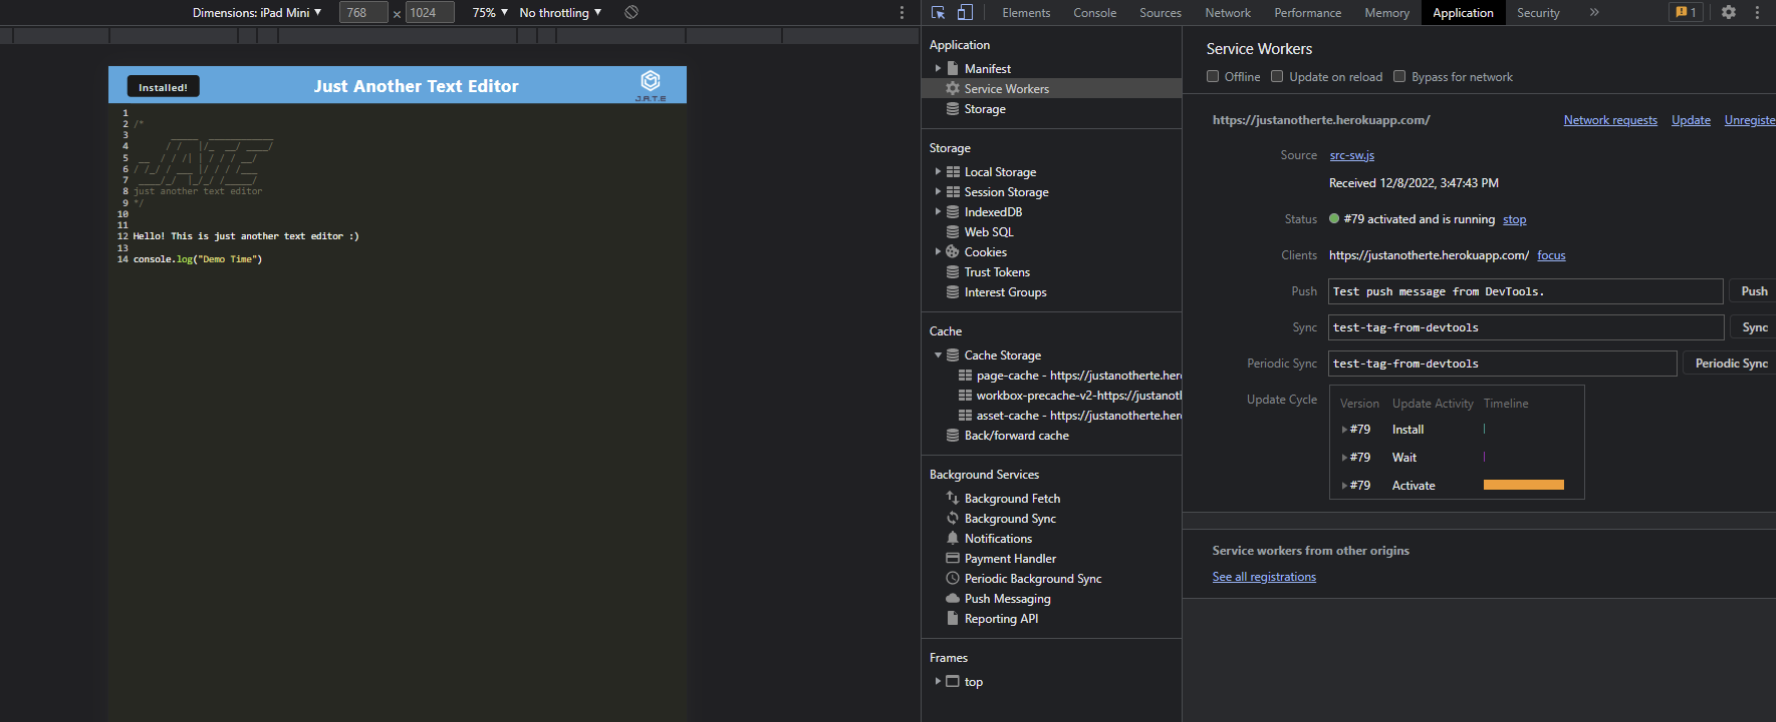 Dimensions: iPad Mini ▼ 768 × 1024 75% ▼ No throttling ▼
Installed! Just Another Text Editor J.A.T.E
1
2 /*
3
4
5
6
7
8 just another text editor
9 */
10
11
12 Hello! This is just another text editor :)
13
14 console.log("Demo Time")
Elements Console Sources Network Performance Memory Application Security » 1
Application
Manifest
Service Workers
Storage
Storage
Local Storage
Session Storage
IndexedDB
Web SQL
Cookies
Trust Tokens
Interest Groups
Cache
Cache Storage
page-cache - https://justanotherte.her
workbox-precache-v2-https://justanot
asset-cache - https://justanotherte.her
Back/forward cache
Background Services
Background Fetch
Background Sync
Notifications
Payment Handler
Periodic Background Sync
Push Messaging
Reporting API
Frames
top
Service Workers
Offline Update on reload Bypass for network
https://justanotherte.herokuapp.com/ Network requests Update Unregiste
Source src-sw.js
Received 12/8/2022, 3:47:43 PM
Status #79 activated and is running stop
Clients https://justanotherte.herokuapp.com/ focus
Push Test push message from DevTools. Push
Sync test-tag-from-devtools Sync
Periodic Sync test-tag-from-devtools Periodic Sync
Update Cycle Version Update Activity Timeline
#79 Install
#79 Wait
#79 Activate
Service workers from other origins
See all registrations